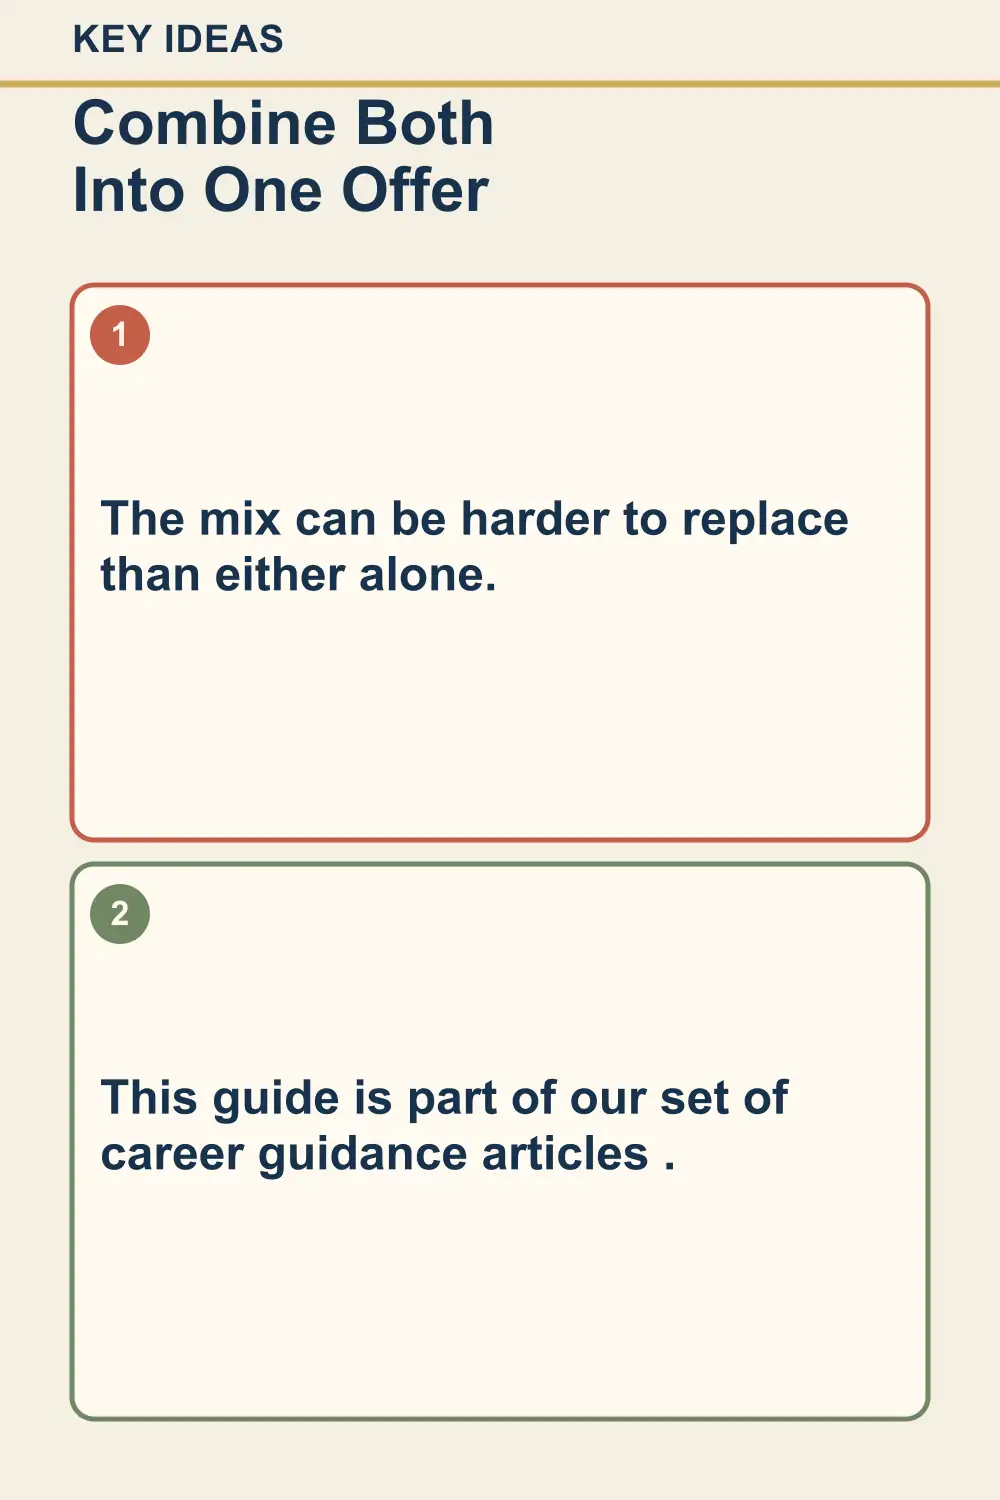 KEY IDEAS
Combine Both
Into One Offer
1
The mix can be harder to replace
than either alone.
2
This guide is part of our set of
career guidance articles .